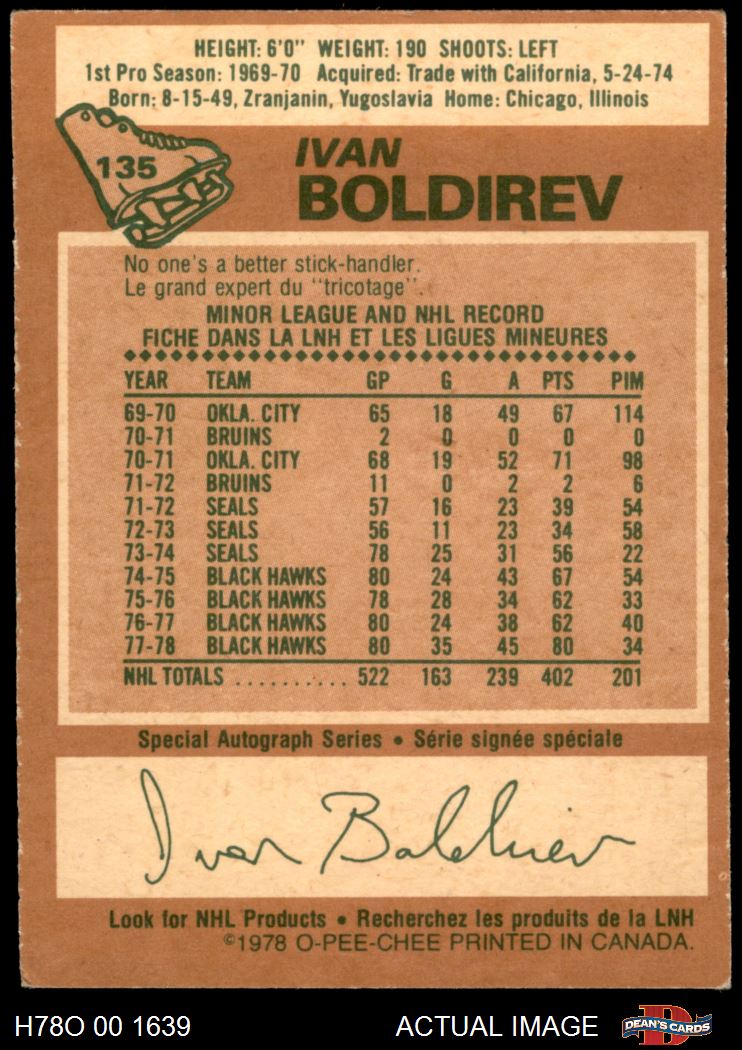 HEIGHT: 6'0" WEIGHT: 190 SHOOTS: LEFT
1st Pro Season: 1969-70 Acquired: Trade with California, 5-24-74
Born: 8-15-49, Zranjanin, Yugoslavia Home: Chicago, Illinois
135
IVAN
BOLDIREV
No one's a better stick-handler.
Le grand expert du "tricotage".
MINOR LEAGUE AND NHL RECORD
FICHE DANS LA LNH ET LES LIGUES MINEURES
YEAR TEAM GP G A PTS PIM
69-70 OKLA. CITY 65 18 49 67 114
70-71 BRUINS 2 0 0 0 0
70-71 OKLA. CITY 68 19 52 71 98
71-72 BRUINS 11 0 2 2 6
71-72 SEALS 57 16 23 39 54
72-73 SEALS 56 11 23 34 58
73-74 SEALS 78 25 31 56 22
74-75 BLACK HAWKS 80 24 43 67 54
75-76 BLACK HAWKS 78 28 34 62 33
76-77 BLACK HAWKS 80 24 38 62 40
77-78 BLACK HAWKS 80 35 45 80 34
NHL TOTALS .......... 522 163 239 402 201
Special Autograph Series • Série signée spéciale
Ivan Boldirev
Look for NHL Products • Recherchez les produits de la LNH
©1978 O-PEE-CHEE PRINTED IN CANADA.
H78O 00 1639 ACTUAL IMAGE D DEAN'S CARDS